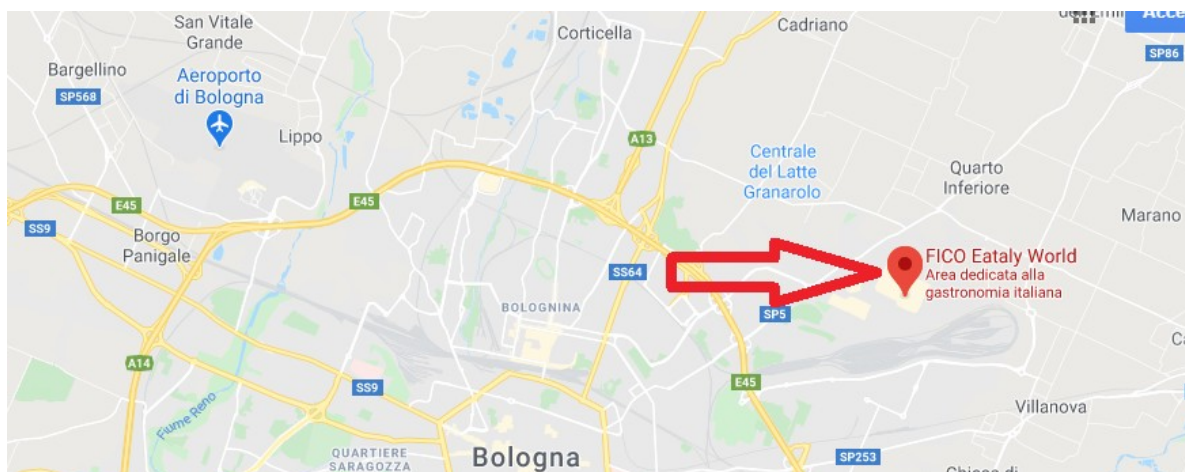 San Vitale
Grande
Corticella
Cadriano
Acce
SP86
Bargellino
SP568
Aeroporto
di Bologna
Lippo
A13
Centrale
del Latte
Granarolo
Quarto
Inferiore
E45
E45
Marano
SS9
Borgo
Panigale
SS64
FICO Eataly World
Area dedicata alla
gastronomia italiana
BOLOGNINA
SP5
A14
SS9
E45
Fiume Reno
Villanova
QUARTIERE
SARAGOZZA
Bologna
SP253